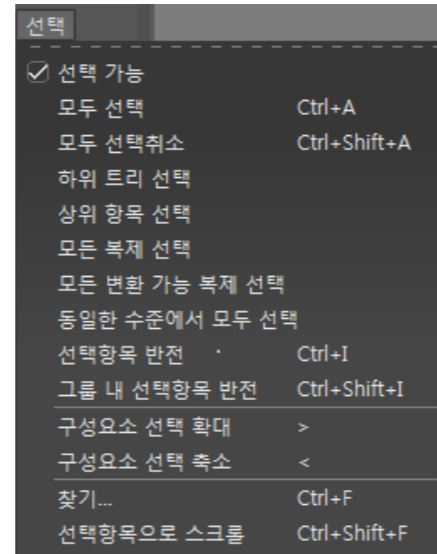 선택
선택 가능
모두 선택 Ctrl+A
모두 선택취소 Ctrl+Shift+A
하위 트리 선택
상위 항목 선택
모든 복제 선택
모든 변환 가능 복제 선택
동일한 수준에서 모두 선택
선택항목 반전 Ctrl+I
그룹 내 선택항목 반전 Ctrl+Shift+I
구성요소 선택 확대 >
구성요소 선택 축소 <
찾기... Ctrl+F
선택항목으로 스크롤 Ctrl+Shift+F